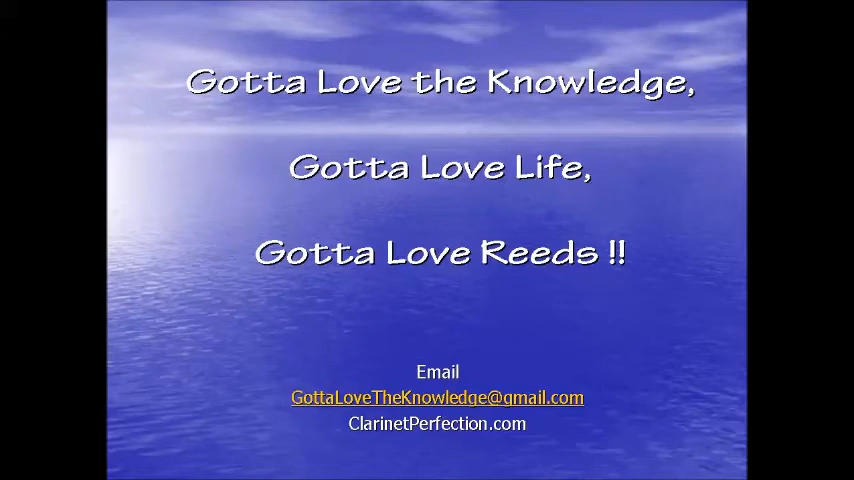 Gotta Love the Knowledge,
Gotta Love Life,
Gotta Love Reeds !!
Email
GottaLoveTheKnowledge@gmail.com
ClarinetPerfection.com